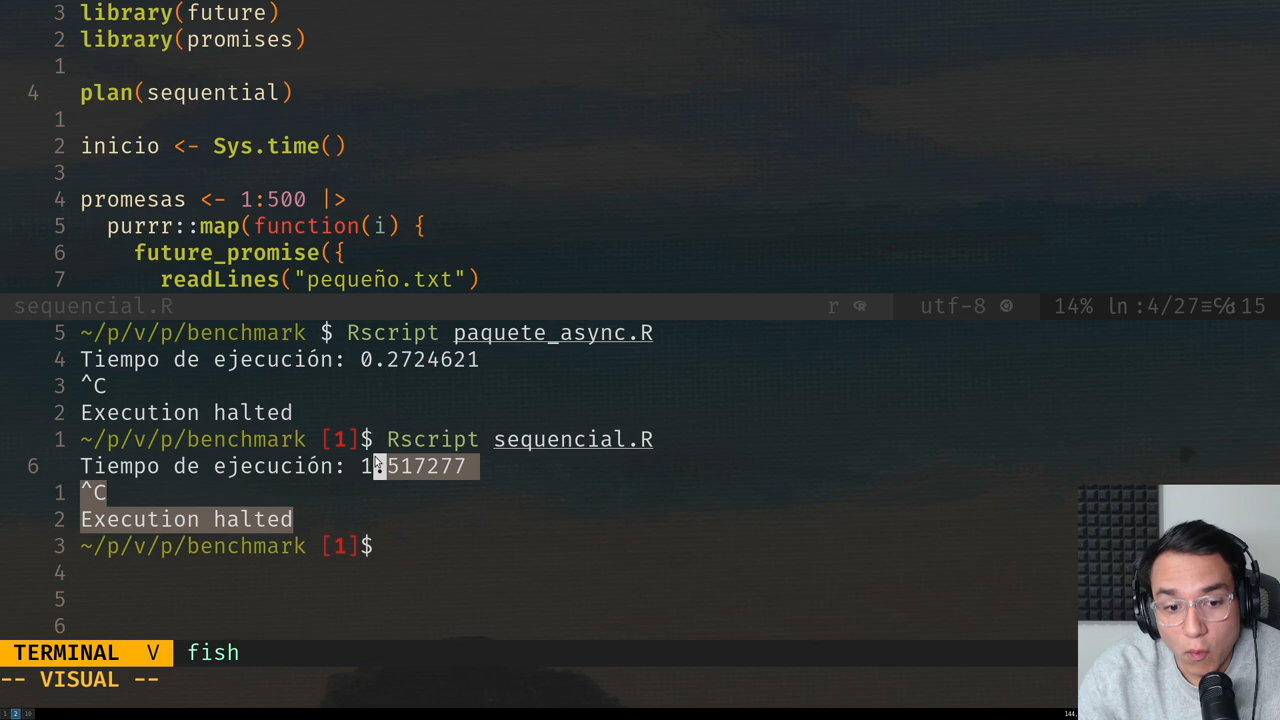 3 library(future)
2 library(promises)
1
4 plan(sequential)
1
2 inicio <- Sys.time()
3
4 promesas <- 1:500 |>
5 purrr::map(function(i) {
6 future_promise({
7 readLines("pequeño.txt")
sequencial.R r utf-8 14% ln :4/27≡℅:15
5 ~/p/v/p/benchmark $ Rscript paquete_async.R
4 Tiempo de ejecución: 0.2724621
3 ^C
2 Execution halted
1 ~/p/v/p/benchmark [1]$ Rscript sequencial.R
6 Tiempo de ejecución: 1.517277
1 ^C
2 Execution halted
3 ~/p/v/p/benchmark [1]$
4
5
6
TERMINAL V fish
-- VISUAL --
1 2 10 144,